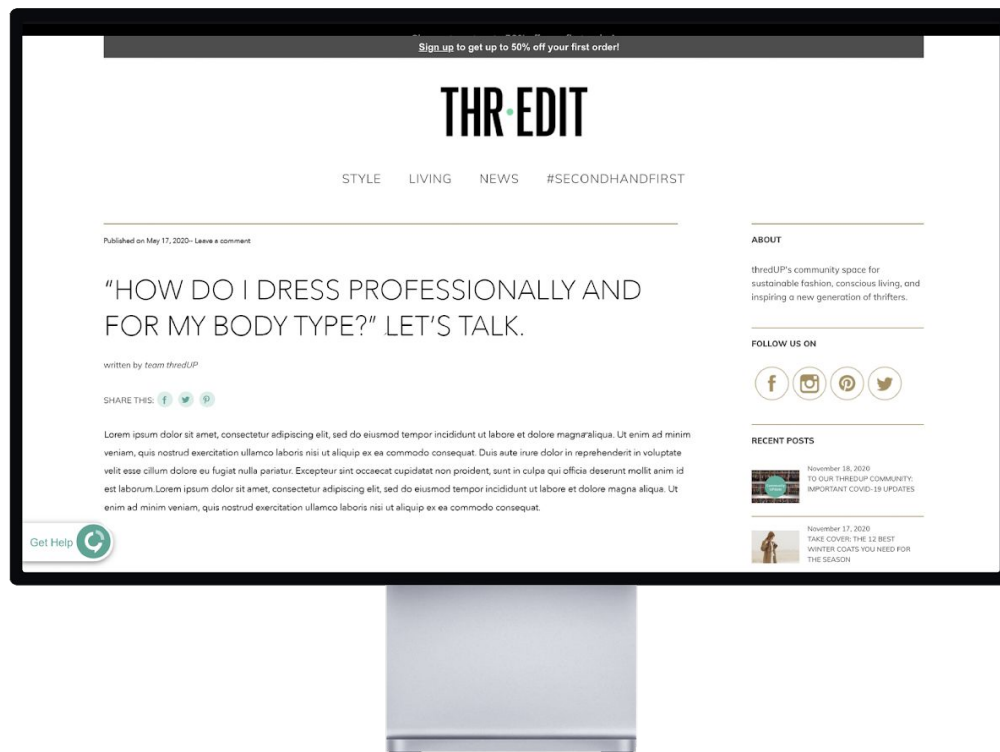 Sign up to get up to 50% off your first order!
THR·EDIT
STYLE LIVING NEWS #SECONDHANDFIRST
Published on May 17, 2020– Leave a comment
“HOW DO I DRESS PROFESSIONALLY AND
FOR MY BODY TYPE?” LET’S TALK.
written by team thredUP
SHARE THIS:
Lorem ipsum dolor sit amet, consectetur adipiscing elit, sed do eiusmod tempor incididunt ut labore et dolore magna aliqua. Ut enim ad minim
veniam, quis nostrud exercitation ullamco laboris nisi ut aliquip ex ea commodo consequat. Duis aute irure dolor in reprehenderit in voluptate
velit esse cillum dolore eu fugiat nulla pariatur. Excepteur sint occaecat cupidatat non proident, sunt in culpa qui officia deserunt mollit anim id
est laborum.Lorem ipsum dolor sit amet, consectetur adipiscing elit, sed do eiusmod tempor incididunt ut labore et dolore magna aliqua. Ut
enim ad minim veniam, quis nostrud exercitation ullamco laboris nisi ut aliquip ex ea commodo consequat.
Get Help
ABOUT
thredUP's community space for
sustainable fashion, conscious living, and
inspiring a new generation of thrifters.
FOLLOW US ON
RECENT POSTS
November 18, 2020
TO OUR THREDUP COMMUNITY:
IMPORTANT COVID-19 UPDATES
November 17, 2020
TAKE COVER: THE 12 BEST
WINTER COATS YOU NEED FOR
THE SEASON